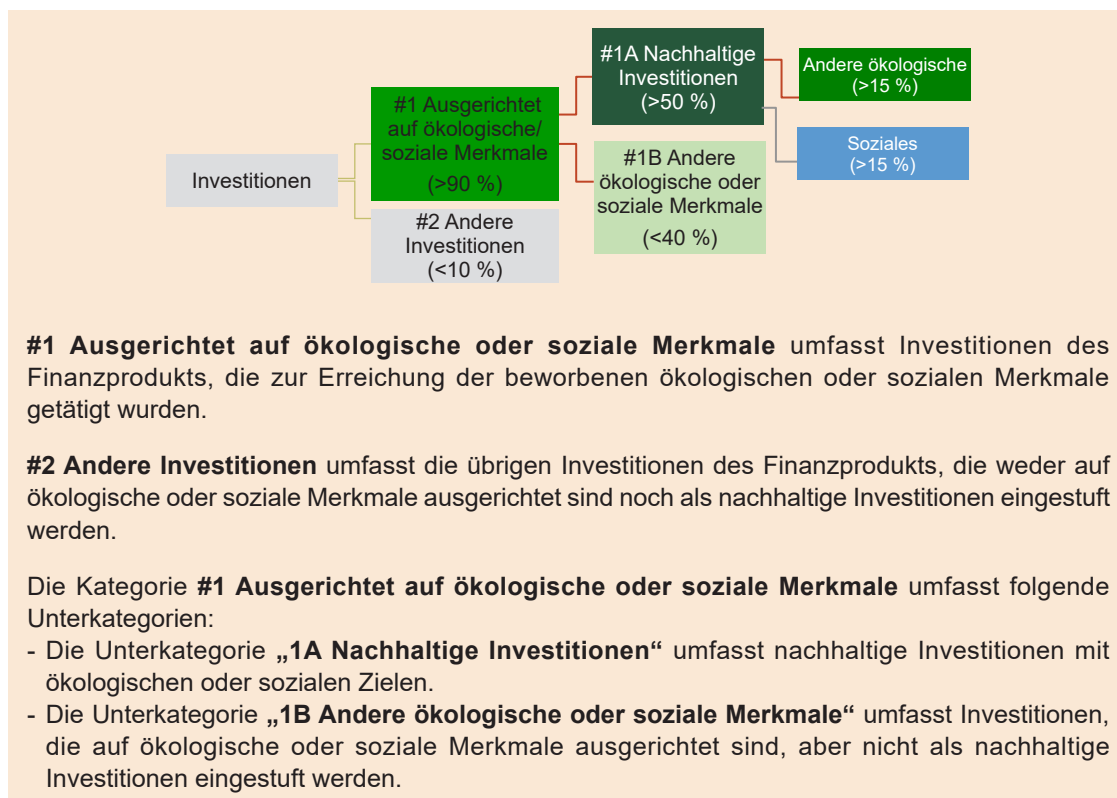 Investitionen
#1 Ausgerichtet
auf ökologische/
soziale Merkmale
(>90 %)
#2 Andere
Investitionen
(<10 %)
#1A Nachhaltige
Investitionen
(>50 %)
#1B Andere
ökologische oder
soziale Merkmale
(<40 %)
Andere ökologische
(>15 %)
Soziales
(>15 %)
#1 Ausgerichtet auf ökologische oder soziale Merkmale umfasst Investitionen des
Finanzprodukts, die zur Erreichung der beworbenen ökologischen oder sozialen Merkmale
getätigt wurden.
#2 Andere Investitionen umfasst die übrigen Investitionen des Finanzprodukts, die weder auf
ökologische oder soziale Merkmale ausgerichtet sind noch als nachhaltige Investitionen eingestuft
werden.
Die Kategorie #1 Ausgerichtet auf ökologische oder soziale Merkmale umfasst folgende
Unterkategorien:
- Die Unterkategorie „1A Nachhaltige Investitionen“ umfasst nachhaltige Investitionen mit
ökologischen oder sozialen Zielen.
- Die Unterkategorie „1B Andere ökologische oder soziale Merkmale“ umfasst Investitionen,
die auf ökologische oder soziale Merkmale ausgerichtet sind, aber nicht als nachhaltige
Investitionen eingestuft werden.